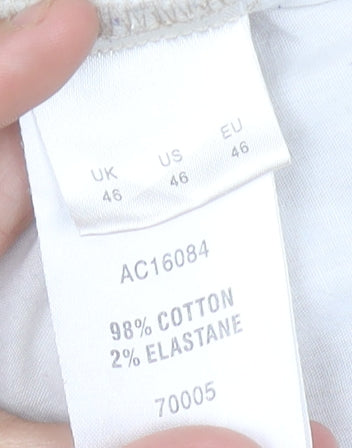 UK US EU
46 46 46
AC16084
98% COTTON
2% ELASTANE
70005